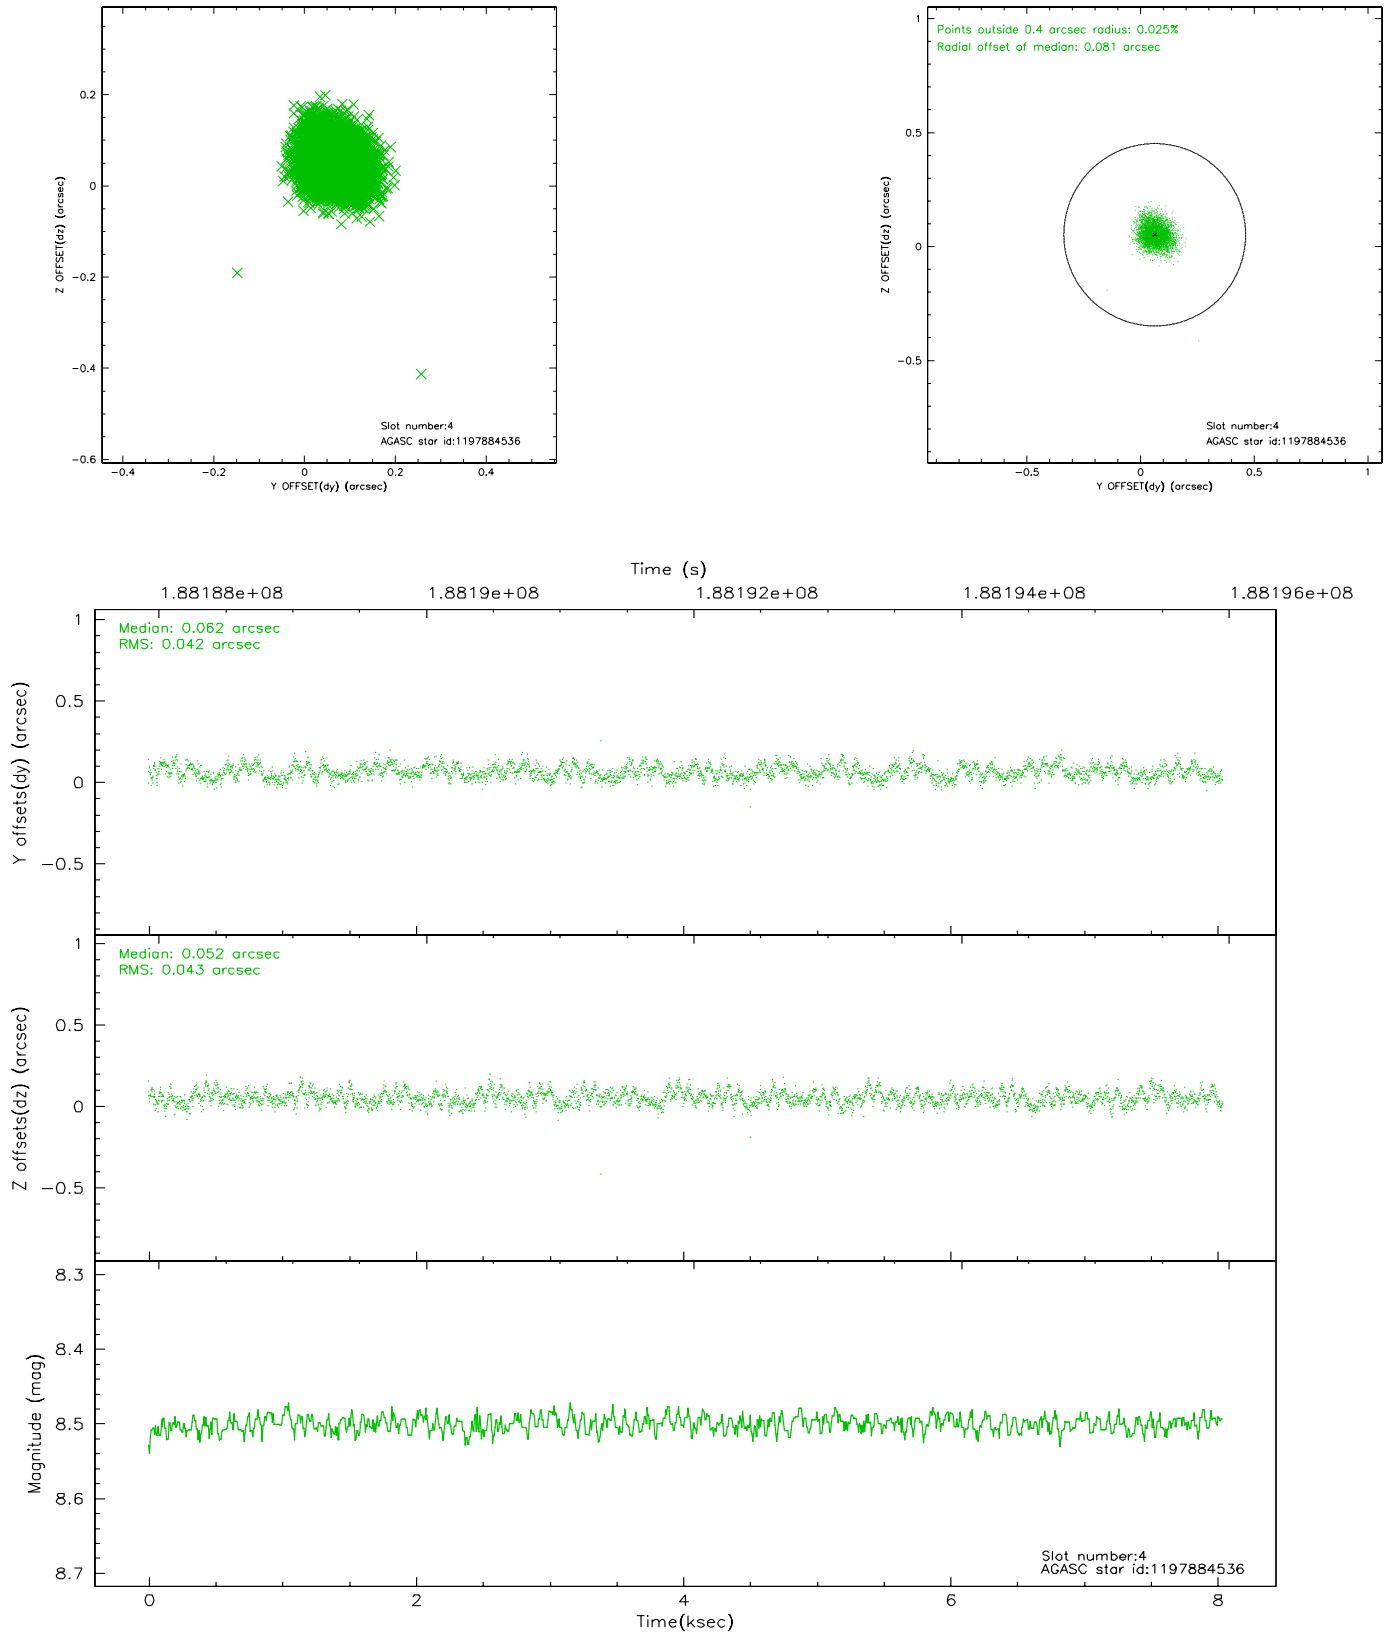 0.2
0
−0.2
−0.4
−0.6
Z OFFSET(dz) (arcsec)
Slot number:4
AGASC star id:1197884536
−0.4 −0.2 0 0.2 0.4
Y OFFSET(dy) (arcsec)
Points outside 0.4 arcsec radius: 0.025%
Radial offset of median: 0.081 arcsec
1
0.5
0
−0.5
Z OFFSET(dz) (arcsec)
Slot number:4
AGASC star id:1197884536
−0.5 0 0.5 1
Y OFFSET(dy) (arcsec)
Time (s)
1.88188e+08 1.8819e+08 1.88192e+08 1.88194e+08 1.88196e+08
Median: 0.062 arcsec
RMS: 0.042 arcsec
1
0.5
0
−0.5
Y offsets(dy) (arcsec)
Median: 0.052 arcsec
RMS: 0.043 arcsec
1
0.5
0
−0.5
Z offsets(dz) (arcsec)
8.3
8.4
8.5
8.6
8.7
Magnitude (mag)
Slot number:4
AGASC star id:1197884536
0 2 4 6 8
Time(ksec)